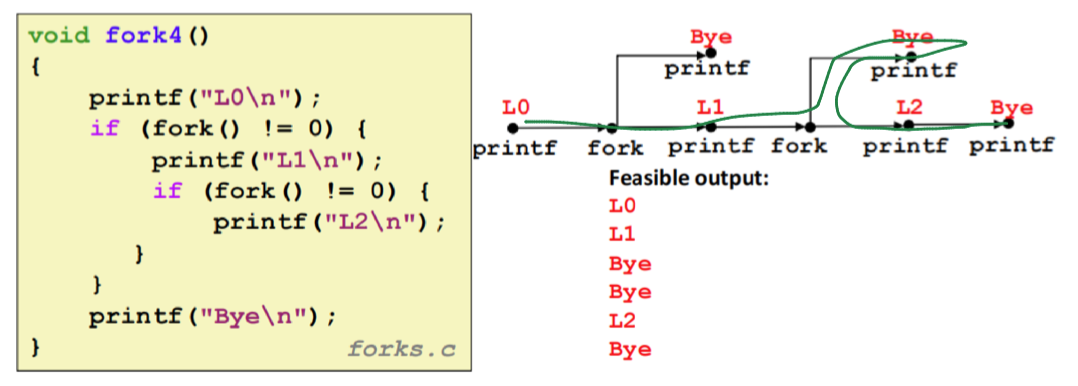 void fork4()
{
printf("L0\n");
if (fork() != 0) {
printf("L1\n");
if (fork() != 0) {
printf("L2\n");
}
}
printf("Bye\n");
}
forks.c
Bye Bye
printf printf
L0 L1 L2 Bye
printf fork printf fork printf printf
Feasible output:
L0
L1
Bye
Bye
L2
Bye